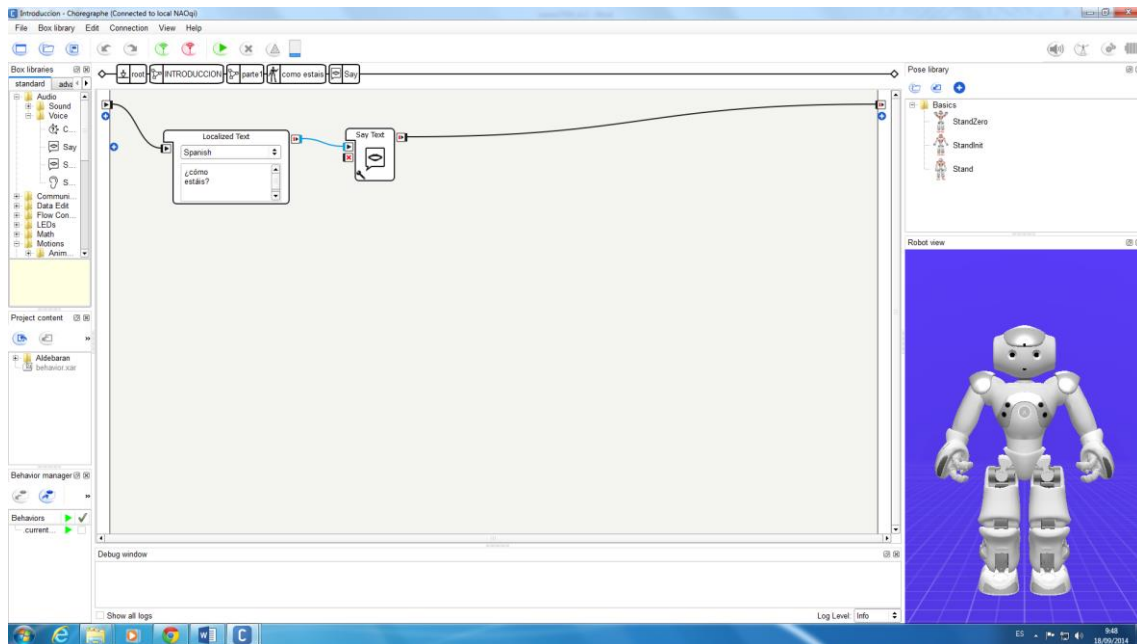 Introduccion - Choregraphe (Connected to local NAOqi)
File Box library Edit Connection View Help
Box libraries
standard
Audio
Sound
Voice
C...
Say
S...
S...
Communi...
Data Edit
Flow Con...
LEDs
Math
Motions
Anim...
root INTRODUCCION parte1 como estais Say
Localized Text
Spanish
¿cómo
estáis?
Say Text
Pose library
Basics
StandZero
StandInit
Stand
Robot view
Project content
Aldebaran
behavior.xar
Behavior manager
Behaviors
current...
Debug window
Show all logs
Log Level: Info
ES
9:48
18/09/2014